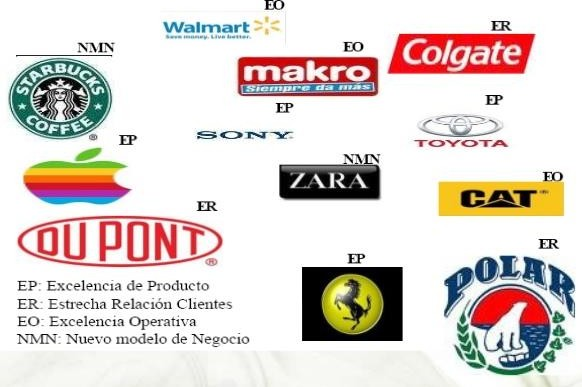 EO
Walmart
Save money. Live better.
ER
Colgate
NMN
STARBUCKS
COFFEE
®
EO
makro
Siempre da más
EP
SONY
EP
TOYOTA
EP
NMN
ZARA
EO
CAT®
ER
DU PONT
®
EP
ER
POLAR
EP: Excelencia de Producto
ER: Estrecha Relación Clientes
EO: Excelencia Operativa
NMN: Nuevo modelo de Negocio